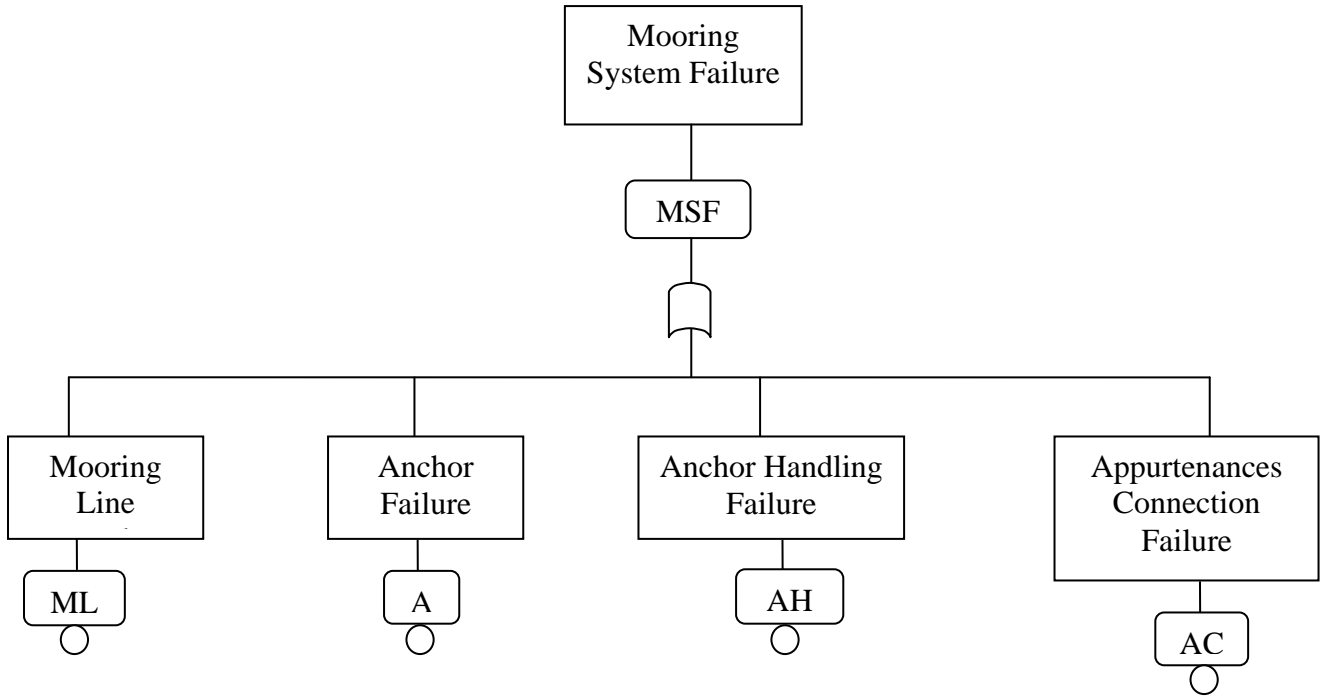 Mooring
System Failure
MSF
Mooring
Line
Anchor
Failure
Anchor Handling
Failure
Appurtenances
Connection
Failure
ML
A
AH
AC